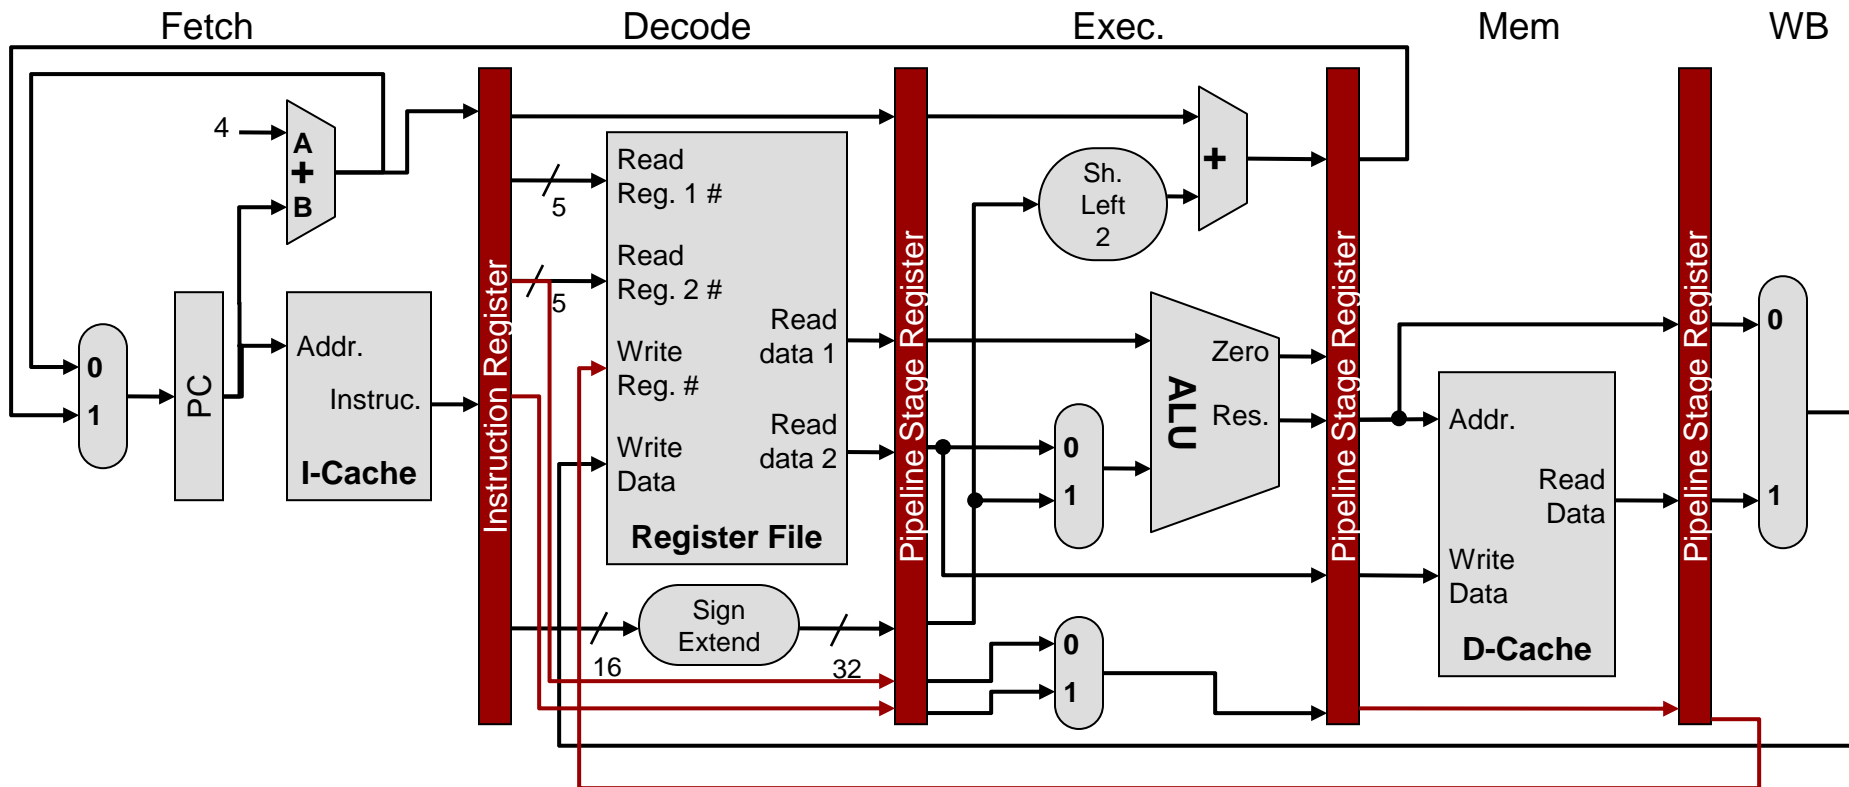 Fetch
Decode
Exec.
Mem
WB
4
A
+
B
0
1
PC
Addr.
Instruc.
I-Cache
Instruction Register
5
5
Read
Reg. 1 #
Read
Reg. 2 #
Write
Reg. #
Write
Data
Read
data 1
Read
data 2
Register File
Sign
Extend
16
32
Pipeline Stage Register
Sh.
Left
2
+
0
1
ALU
Zero
Res.
0
1
Pipeline Stage Register
Addr.
Read
Data
Write
Data
D-Cache
Pipeline Stage Register
0
1